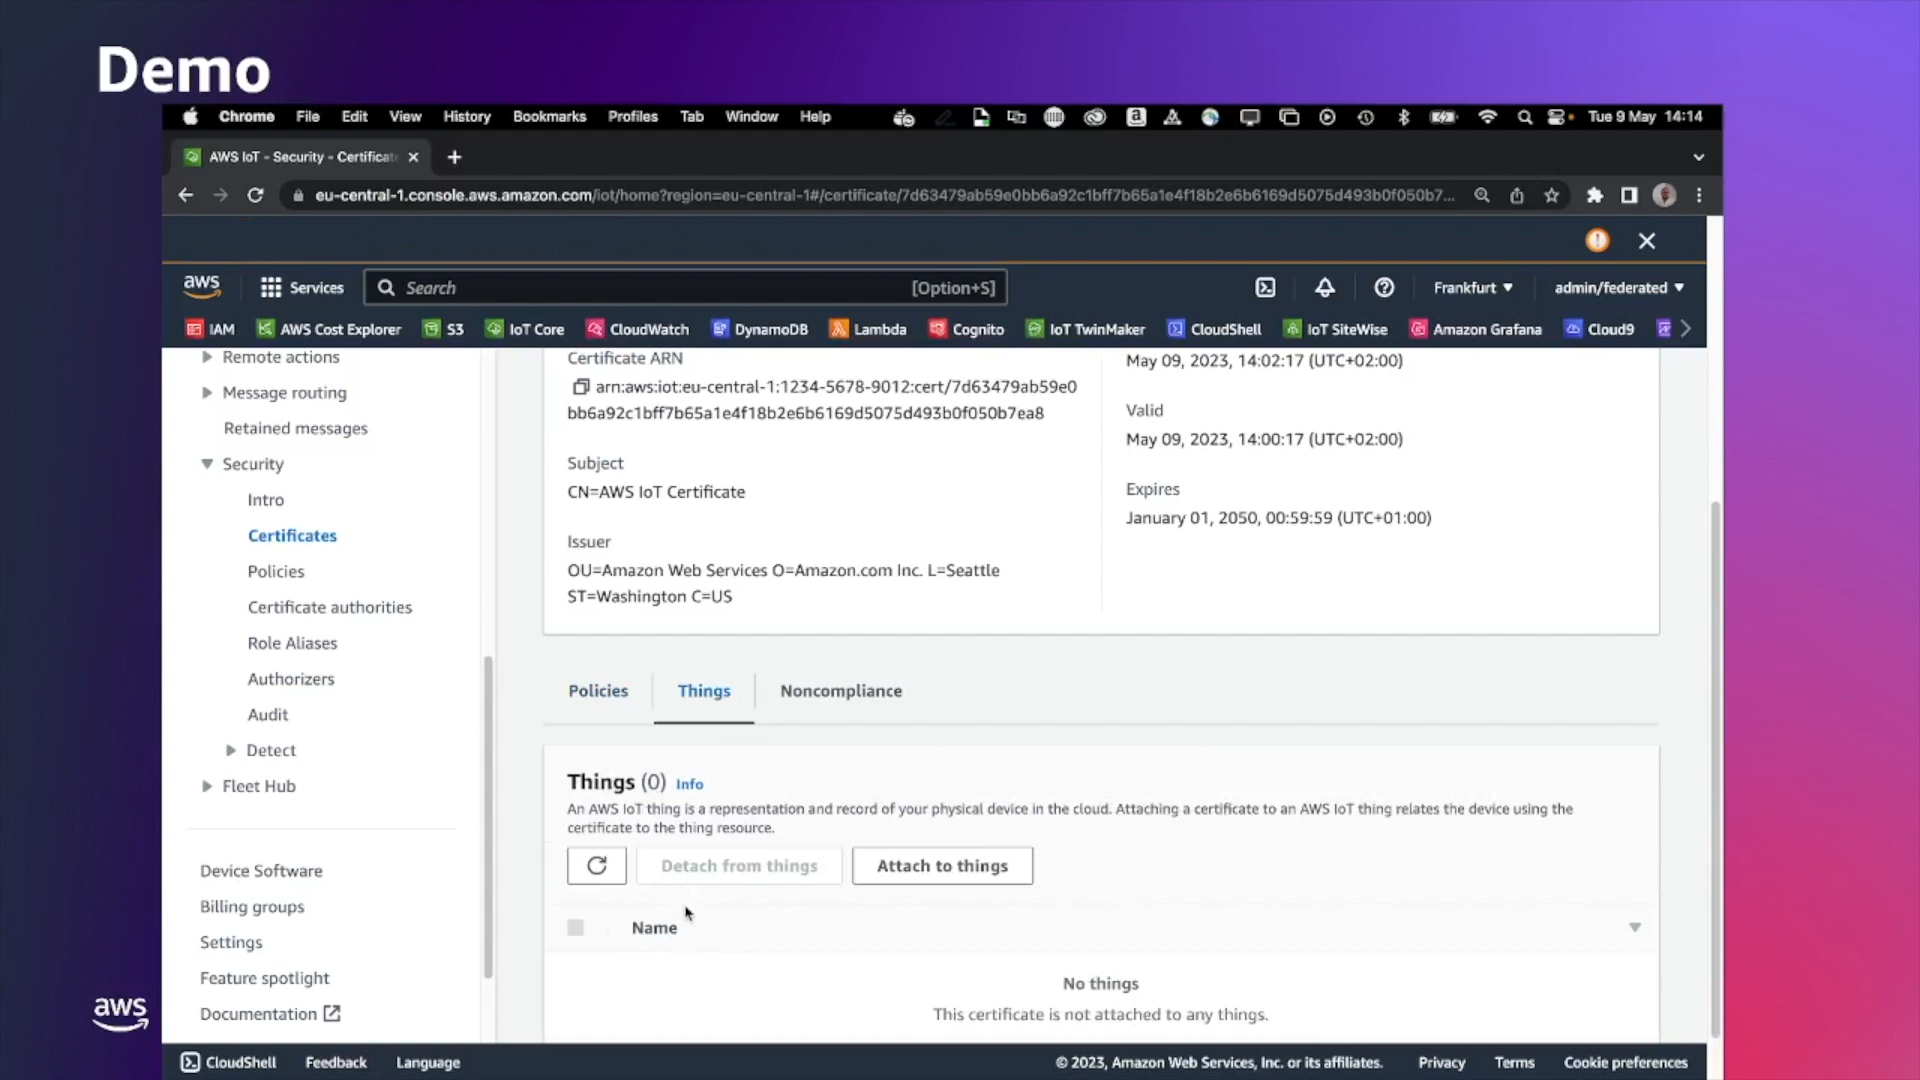 Demo
Chrome File Edit View History Bookmarks Profiles Tab Window Help Tue 9 May 14:14
AWS IoT - Security - Certificat
eu-central-1.console.aws.amazon.com/iot/home?region=eu-central-1#/certificate/7d63479ab59e0bb6a92c1bff7b65a1e4f18b2e6b6169d5075d493b0f050b7...
aws Services Search [Option+S] Frankfurt admin/federated
IAM AWS Cost Explorer S3 IoT Core CloudWatch DynamoDB Lambda Cognito IoT TwinMaker CloudShell IoT SiteWise Amazon Grafana Cloud9
Remote actions
Message routing
Retained messages
Security
Intro
Certificates
Policies
Certificate authorities
Role Aliases
Authorizers
Audit
Detect
Fleet Hub
Device Software
Billing groups
Settings
Feature spotlight
Documentation
Certificate ARN
arn:aws:iot:eu-central-1:1234-5678-9012:cert/7d63479ab59e0
bb6a92c1bff7b65a1e4f18b2e6b6169d5075d493b0f050b7ea8
Subject
CN=AWS IoT Certificate
Issuer
OU=Amazon Web Services O=Amazon.com Inc. L=Seattle
ST=Washington C=US
May 09, 2023, 14:02:17 (UTC+02:00)
Valid
May 09, 2023, 14:00:17 (UTC+02:00)
Expires
January 01, 2050, 00:59:59 (UTC+01:00)
Policies Things Noncompliance
Things (0) Info
An AWS IoT thing is a representation and record of your physical device in the cloud. Attaching a certificate to an AWS IoT thing relates the device using the
certificate to the thing resource.
Detach from things Attach to things
Name
No things
This certificate is not attached to any things.
aws
CloudShell Feedback Language © 2023, Amazon Web Services, Inc. or its affiliates. Privacy Terms Cookie preferences